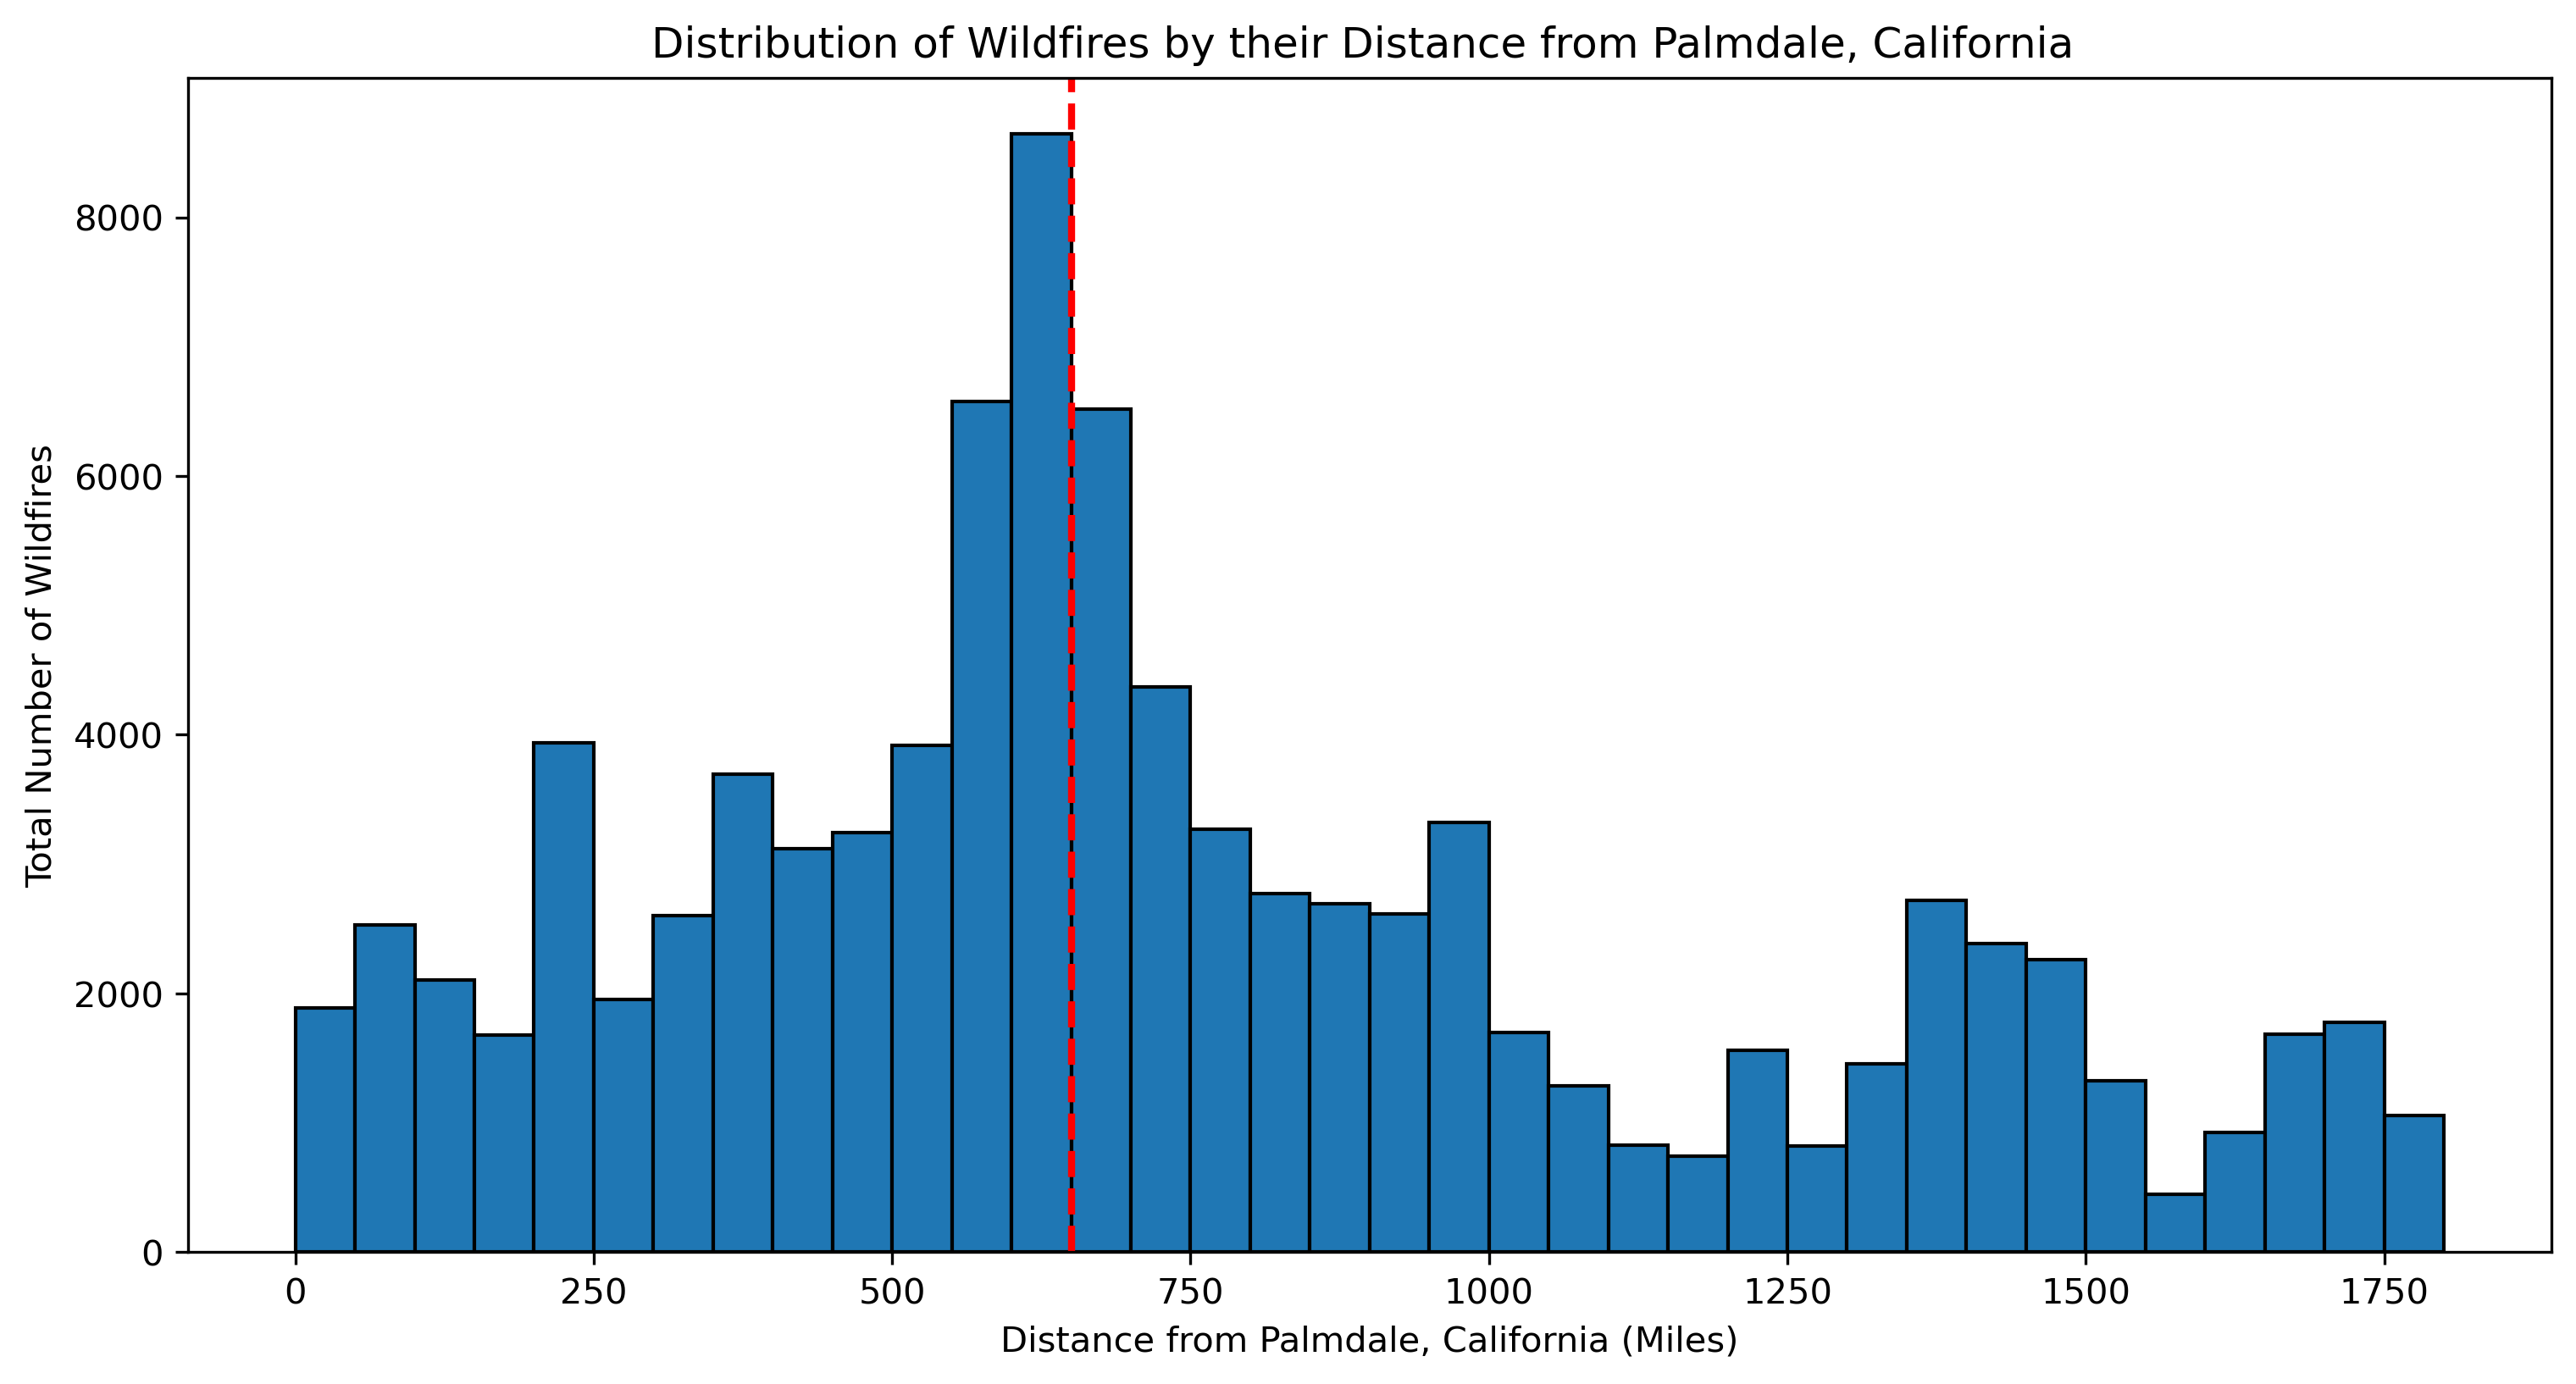 Distribution of Wildfires by their Distance from Palmdale, California
Total Number of Wildfires
8000
6000
4000
2000
0
0 250 500 750 1000 1250 1500 1750
Distance from Palmdale, California (Miles)